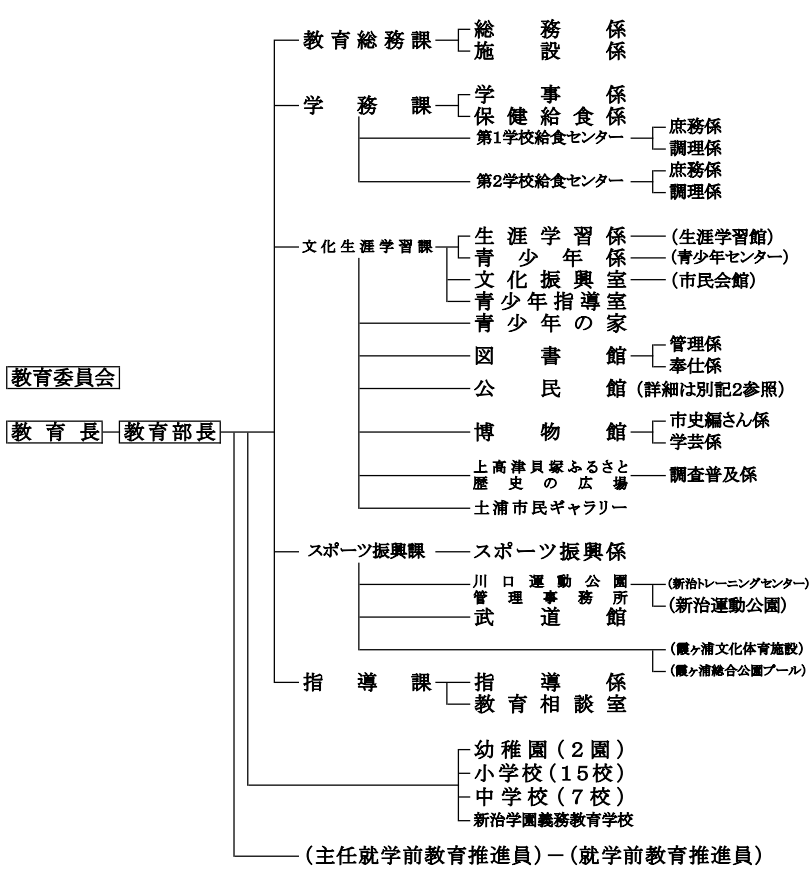 教育総務課
総務係
施設係
学務課
学事係
保健給食係
第1学校給食センター
庶務係
調理係
第2学校給食センター
庶務係
調理係
文化生涯学習課
生涯学習係
(生涯学習館)
青少年係
(青少年センター)
文化振興室
(市民会館)
青少年指導室
青少年の家
図書館
管理係
奉仕係
教育委員会
公民館
(詳細は別記2参照)
教育長
教育部長
博物館
市史編さん係
学芸係
上高津貝塚ふるさと
歴史の広場
調査普及係
土浦市民ギャラリー
スポーツ振興課
スポーツ振興係
川口運動公園
管理事務所
(新治トレーニングセンター)
(新治運動公園)
武道館
(霞ヶ浦文化体育施設)
(霞ヶ浦総合公園プール)
指導課
指導係
教育相談室
幼稚園(2園)
小学校(15校)
中学校(7校)
新治学園義務教育学校
(主任就学前教育推進員)-(就学前教育推進員)